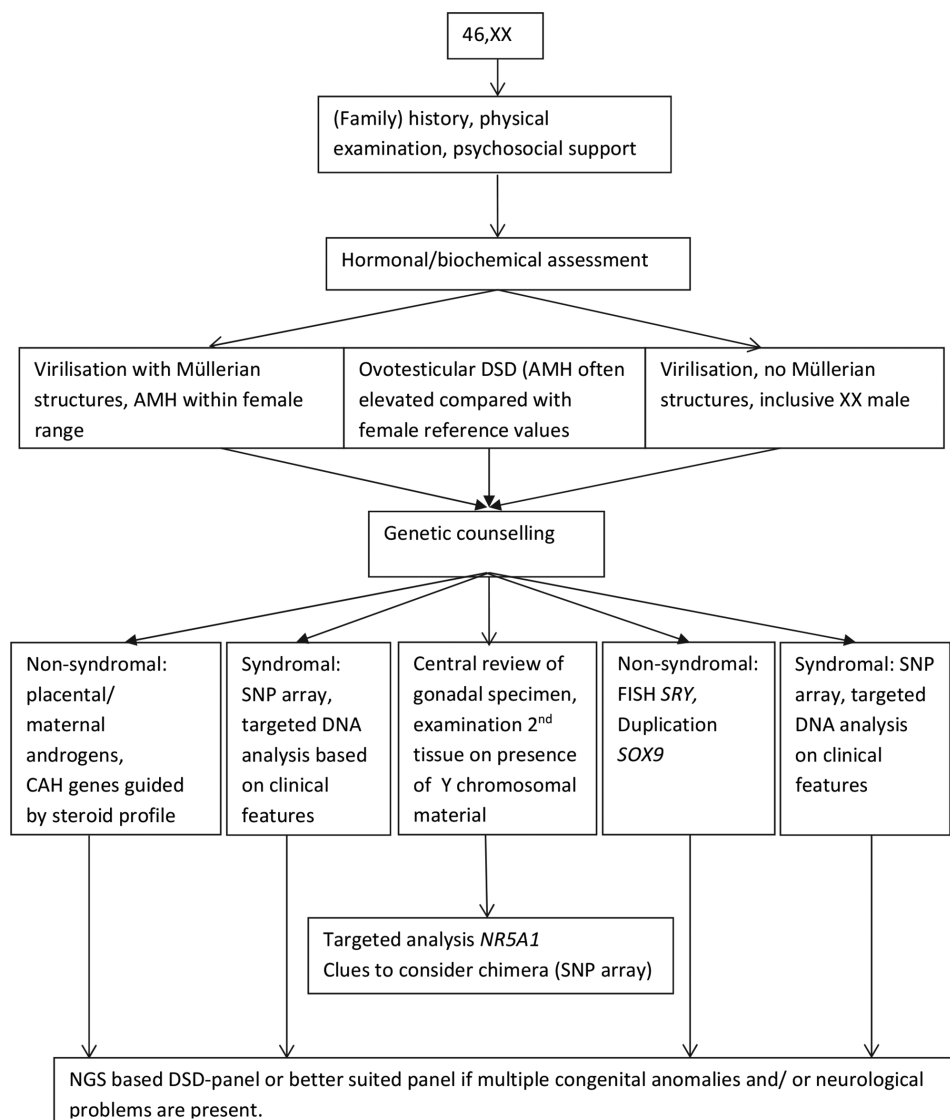 46,XX
(Family) history, physical
examination, psychosocial support
Hormonal/biochemical assessment
Virilisation with Müllerian
structures, AMH within female
range
Ovotesticular DSD (AMH often
elevated compared with
female reference values
Virilisation, no Müllerian
structures, inclusive XX male
Genetic counselling
Non-syndromal:
placental/
maternal
androgens,
CAH genes guided
by steroid profile
Syndromal:
SNP array,
targeted DNA
analysis based on
clinical
features
Central review of
gonadal specimen,
examination 2nd
tissue on presence
of Y chromosomal
material
Non-syndromal:
FISH SRY,
Duplication
SOX9
Syndromal: SNP
array, targeted
DNA analysis
on clinical
features
Targeted analysis NR5A1
Clues to consider chimera (SNP array)
NGS based DSD-panel or better suited panel if multiple congenital anomalies and/ or neurological
problems are present.